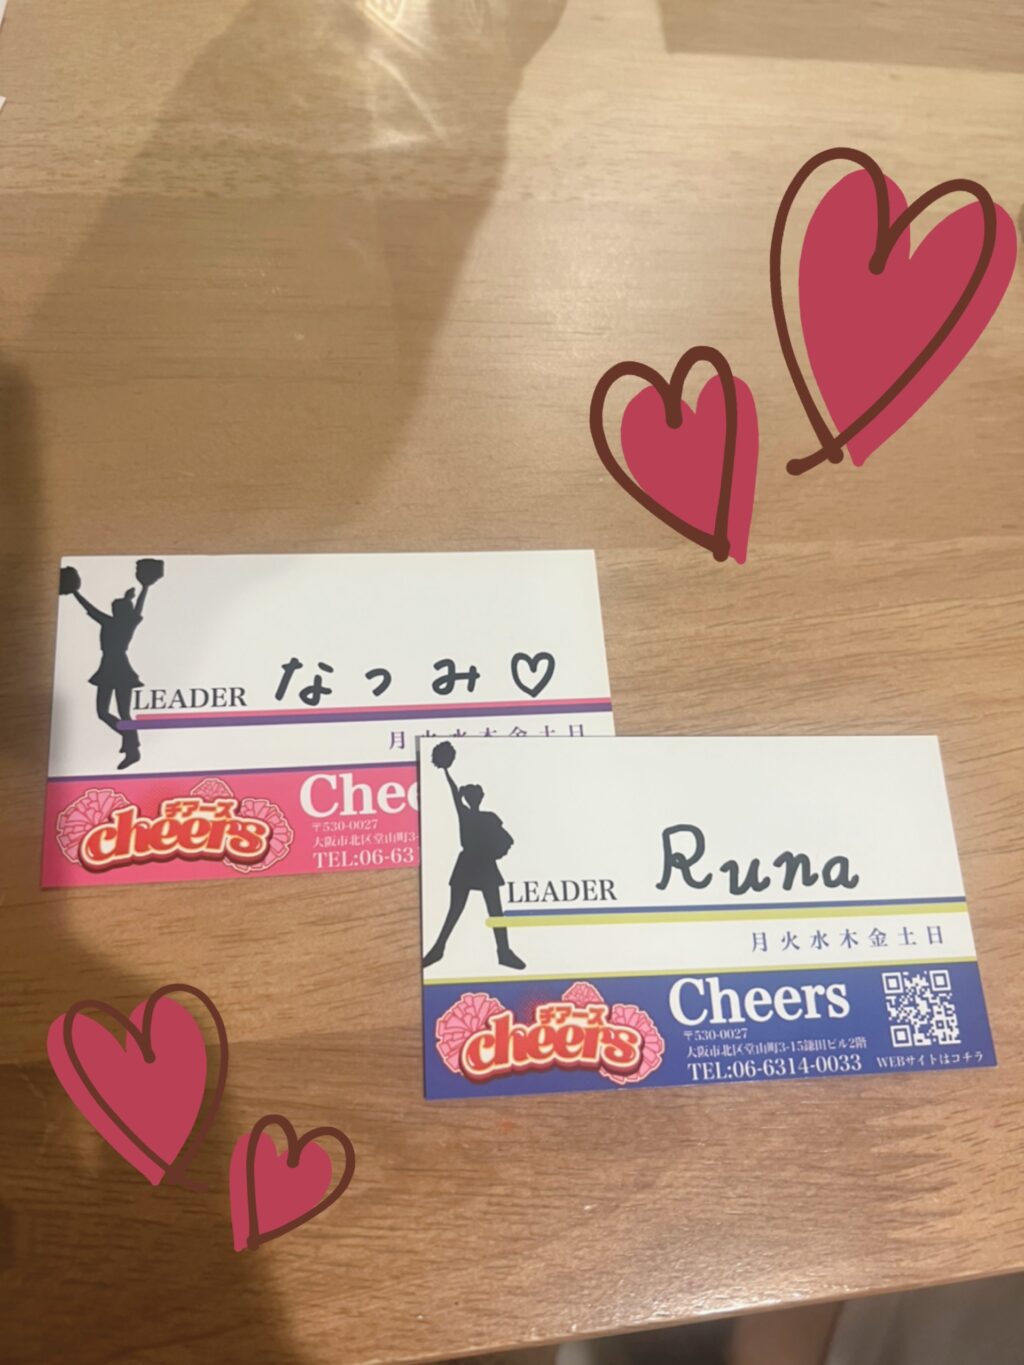 LEADER なつみ♡
月火水木金土日
チアーズ
cheers
〒530-0027
大阪市北区堂山町3-
TEL:06-63
LEADER Runa
月火水木金土日
チアーズ
cheers
Cheers
〒530-0027
大阪市北区堂山町3-15鎌田ビル2階
TEL:06-6314-0033
WEBサイトはコチラ